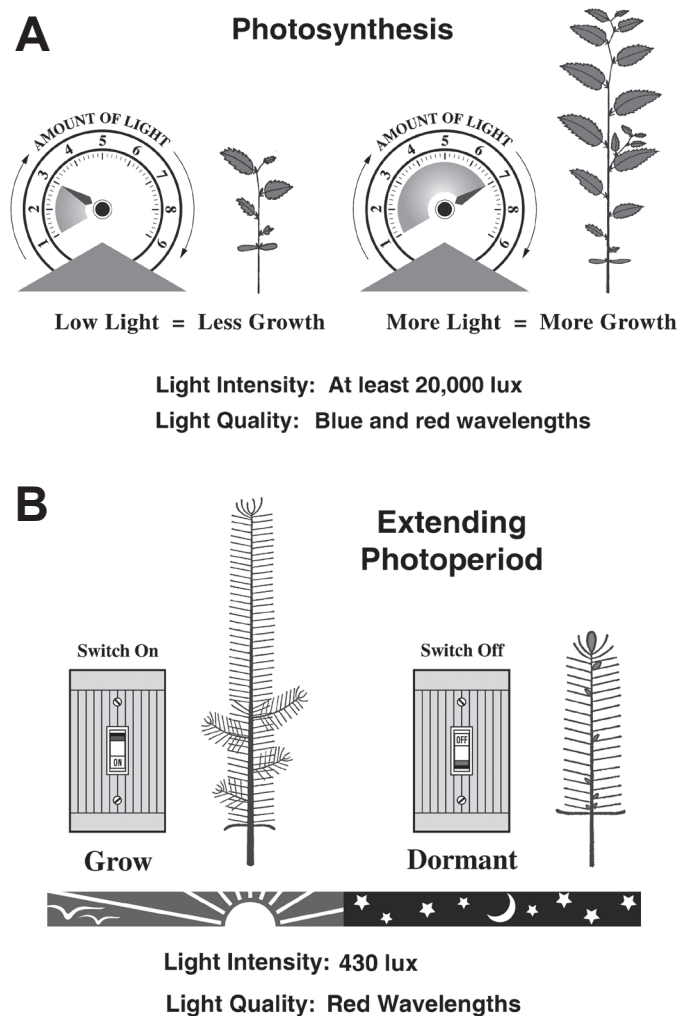 A
Photosynthesis
AMOUNT OF LIGHT
1 2 3 4 5 6 7 8 9
AMOUNT OF LIGHT
1 2 3 4 5 6 7 8 9
Low Light = Less Growth
More Light = More Growth
Light Intensity: At least 20,000 lux
Light Quality: Blue and red wavelengths
B
Extending
Photoperiod
Switch On
ON
Grow
Switch Off
OFF
Dormant
Light Intensity: 430 lux
Light Quality: Red Wavelengths